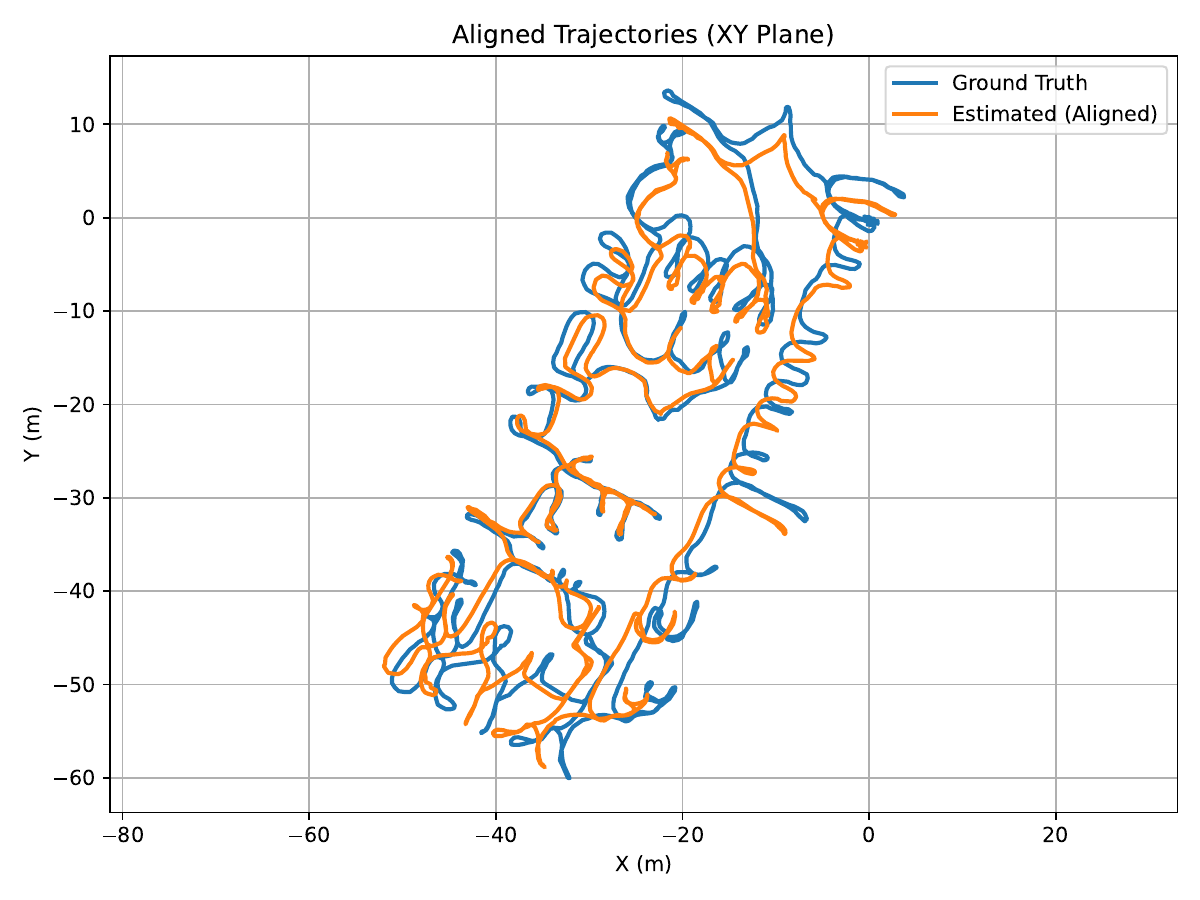 Aligned Trajectories (XY Plane)
Ground Truth
Estimated (Aligned)
10
0
−10
−20
−30
−40
−50
−60
Y (m)
−80
−60
−40
−20
0
20
X (m)